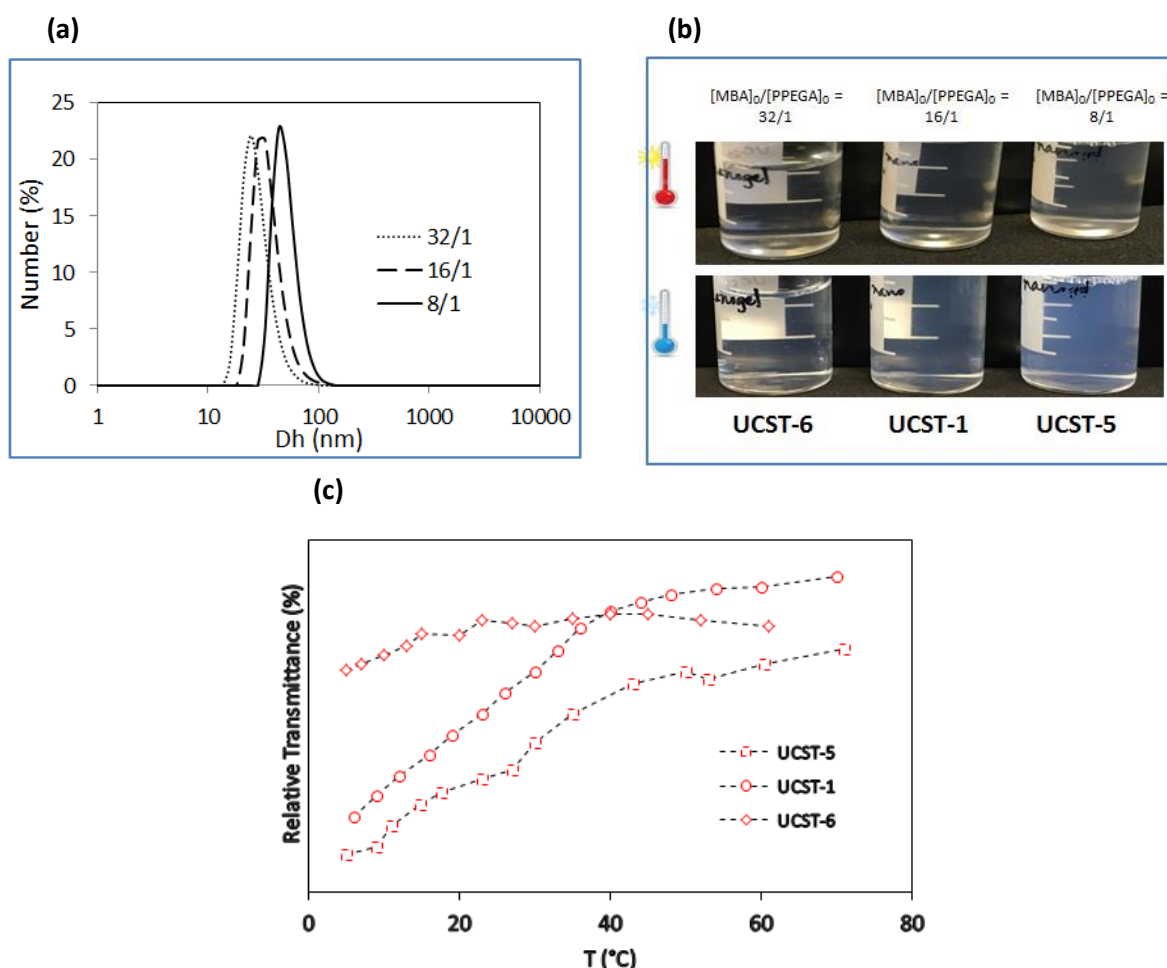 (a)
25
20
15
10
5
0
Number (%)
32/1
16/1
8/1
1
10
100
1000
10000
Dh (nm)
(b)
[MBA]₀/[PPEGA]₀ =
32/1
[MBA]₀/[PPEGA]₀ =
16/1
[MBA]₀/[PPEGA]₀ =
8/1
nano
nanogel
nano
UCST-6
UCST-1
UCST-5
(c)
Relative Transmittance (%)
UCST-5
UCST-1
UCST-6
0
20
40
60
80
T (°C)